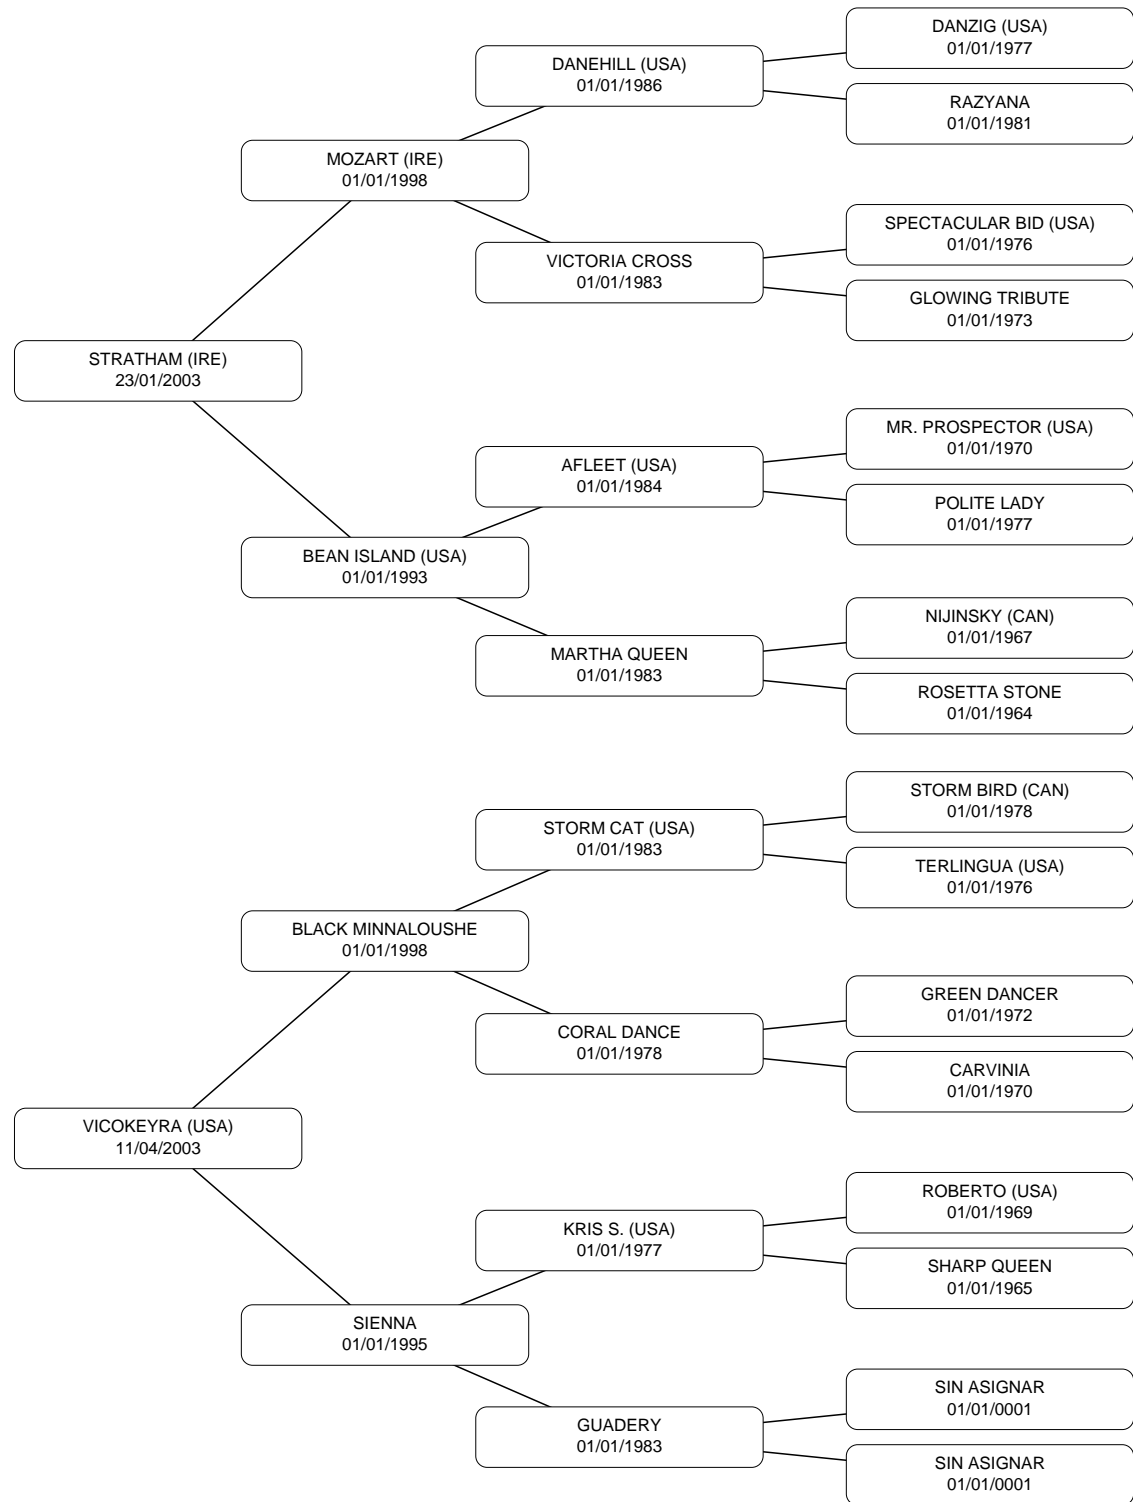 DANZIG (USA)
01/01/1977
DANEHILL (USA)
01/01/1986
RAZYANA
01/01/1981
MOZART (IRE)
01/01/1998
SPECTACULAR BID (USA)
01/01/1976
VICTORIA CROSS
01/01/1983
GLOWING TRIBUTE
01/01/1973
STRATHAM (IRE)
23/01/2003
MR. PROSPECTOR (USA)
01/01/1970
AFLEET (USA)
01/01/1984
POLITE LADY
01/01/1977
BEAN ISLAND (USA)
01/01/1993
NIJINSKY (CAN)
01/01/1967
MARTHA QUEEN
01/01/1983
ROSETTA STONE
01/01/1964
STORM BIRD (CAN)
01/01/1978
STORM CAT (USA)
01/01/1983
TERLINGUA (USA)
01/01/1976
BLACK MINNALOUSHE
01/01/1998
GREEN DANCER
01/01/1972
CORAL DANCE
01/01/1978
CARVINIA
01/01/1970
VICOKEYRA (USA)
11/04/2003
ROBERTO (USA)
01/01/1969
KRIS S. (USA)
01/01/1977
SHARP QUEEN
01/01/1965
SIENNA
01/01/1995
SIN ASIGNAR
01/01/0001
GUADERY
01/01/1983
SIN ASIGNAR
01/01/0001